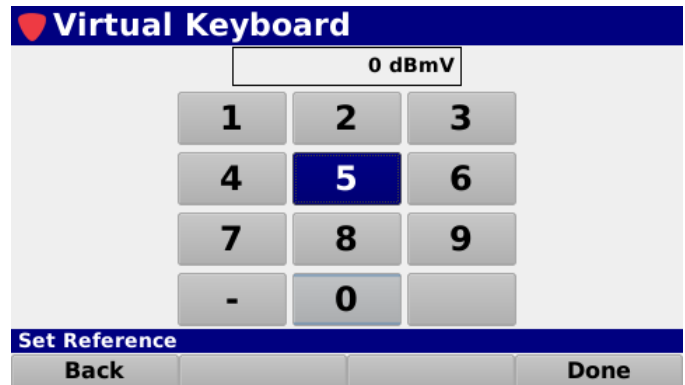 Virtual Keyboard
0 dBmV
1 2 3
4 5 6
7 8 9
- 0
Set Reference
Back Done